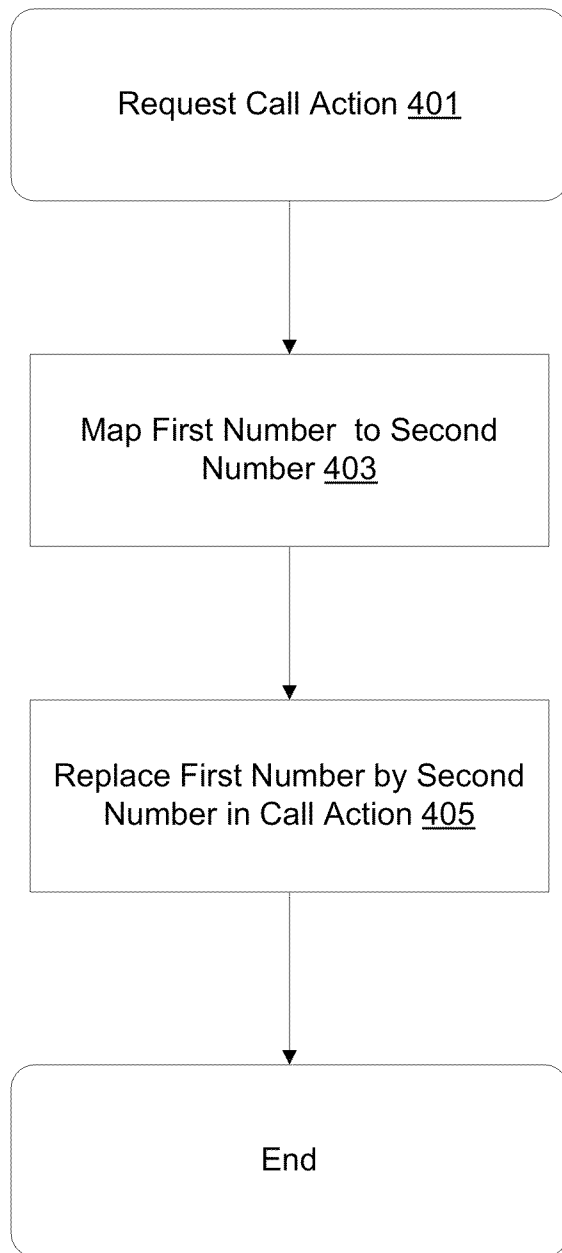 Request Call Action 401
Map First Number to Second
Number 403
Replace First Number by Second
Number in Call Action 405
End